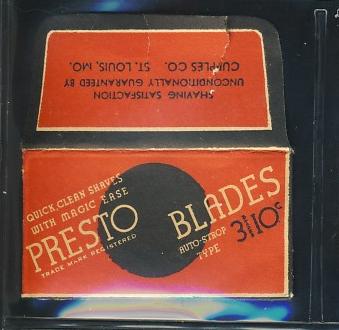 SHAVING SATISFACTION
UNCONDITIONALLY GUARANTEED BY
CUPPLES CO. ST. LOUIS, MO.
QUICK, CLEAN SHAVES
WITH MAGIC EASE
PRESTO
TRADE MARK REGISTERED
BLADES
AUTO-STROP
TYPE
3 10¢